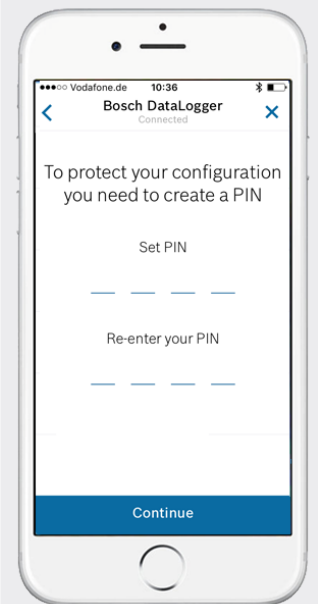 ●●●○○ Vodafone.de 10:36
Bosch DataLogger
Connected
To protect your configuration
you need to create a PIN
Set PIN
Re-enter your PIN
Continue